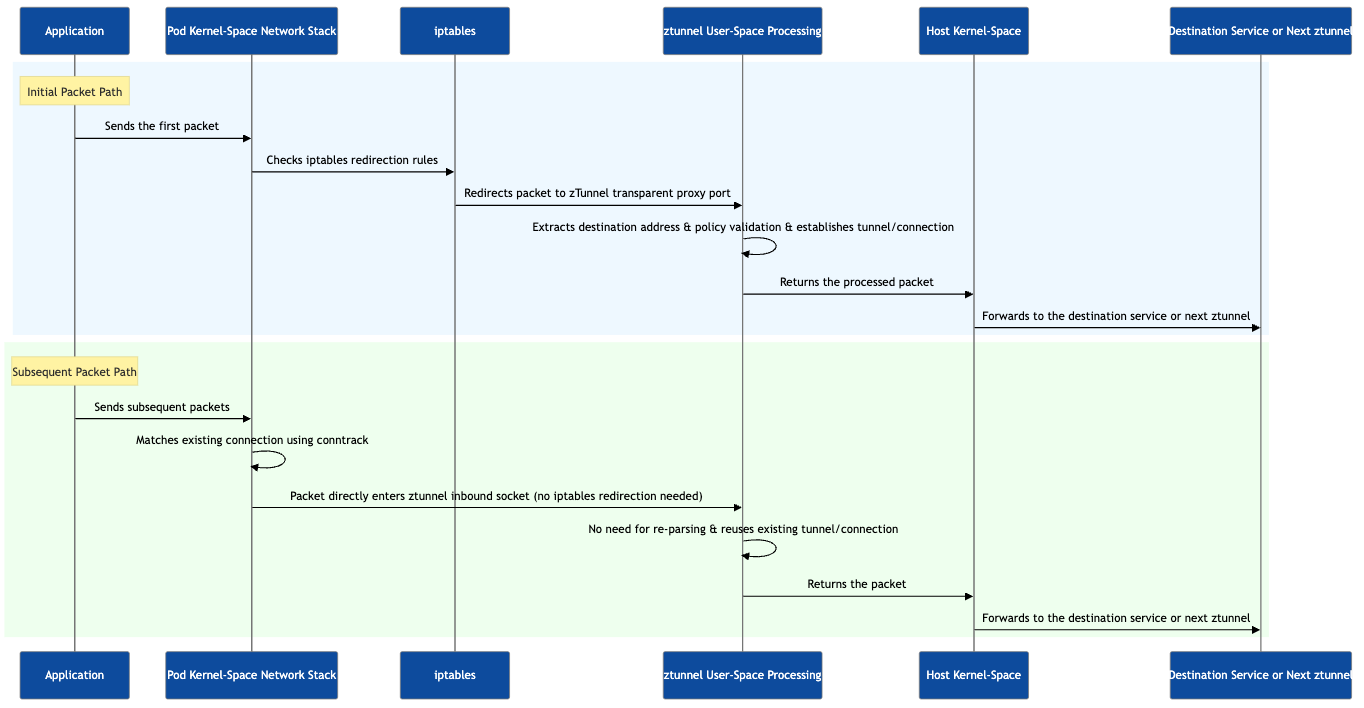 Application
Pod Kernel-Space Network Stack
iptables
ztunnel User-Space Processing
Host Kernel-Space
Destination Service or Next ztunnel
Initial Packet Path
Sends the first packet
Checks iptables redirection rules
Redirects packet to zTunnel transparent proxy port
Extracts destination address & policy validation & establishes tunnel/connection
Returns the processed packet
Forwards to the destination service or next ztunnel
Subsequent Packet Path
Sends subsequent packets
Matches existing connection using conntrack
Packet directly enters ztunnel inbound socket (no iptables redirection needed)
No need for re-parsing & reuses existing tunnel/connection
Returns the packet
Forwards to the destination service or next ztunnel
Application
Pod Kernel-Space Network Stack
iptables
ztunnel User-Space Processing
Host Kernel-Space
Destination Service or Next ztunnel